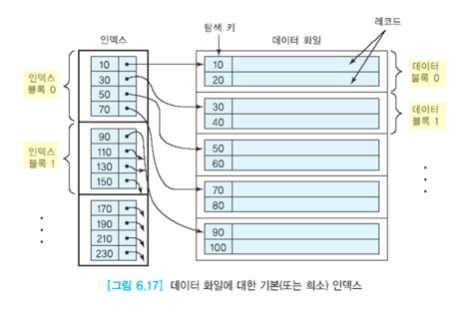 탐색 키
레코드
인덱스
데이터 화일
인덱스
블록 0
10
30
50
70
10
20
데이터
블록 0
30
40
데이터
블록 1
인덱스
블록 1
90
110
130
150
50
60
70
80
170
190
210
230
90
100
[그림 6.17] 데이터 화일에 대한 기본(또는 희소) 인덱스